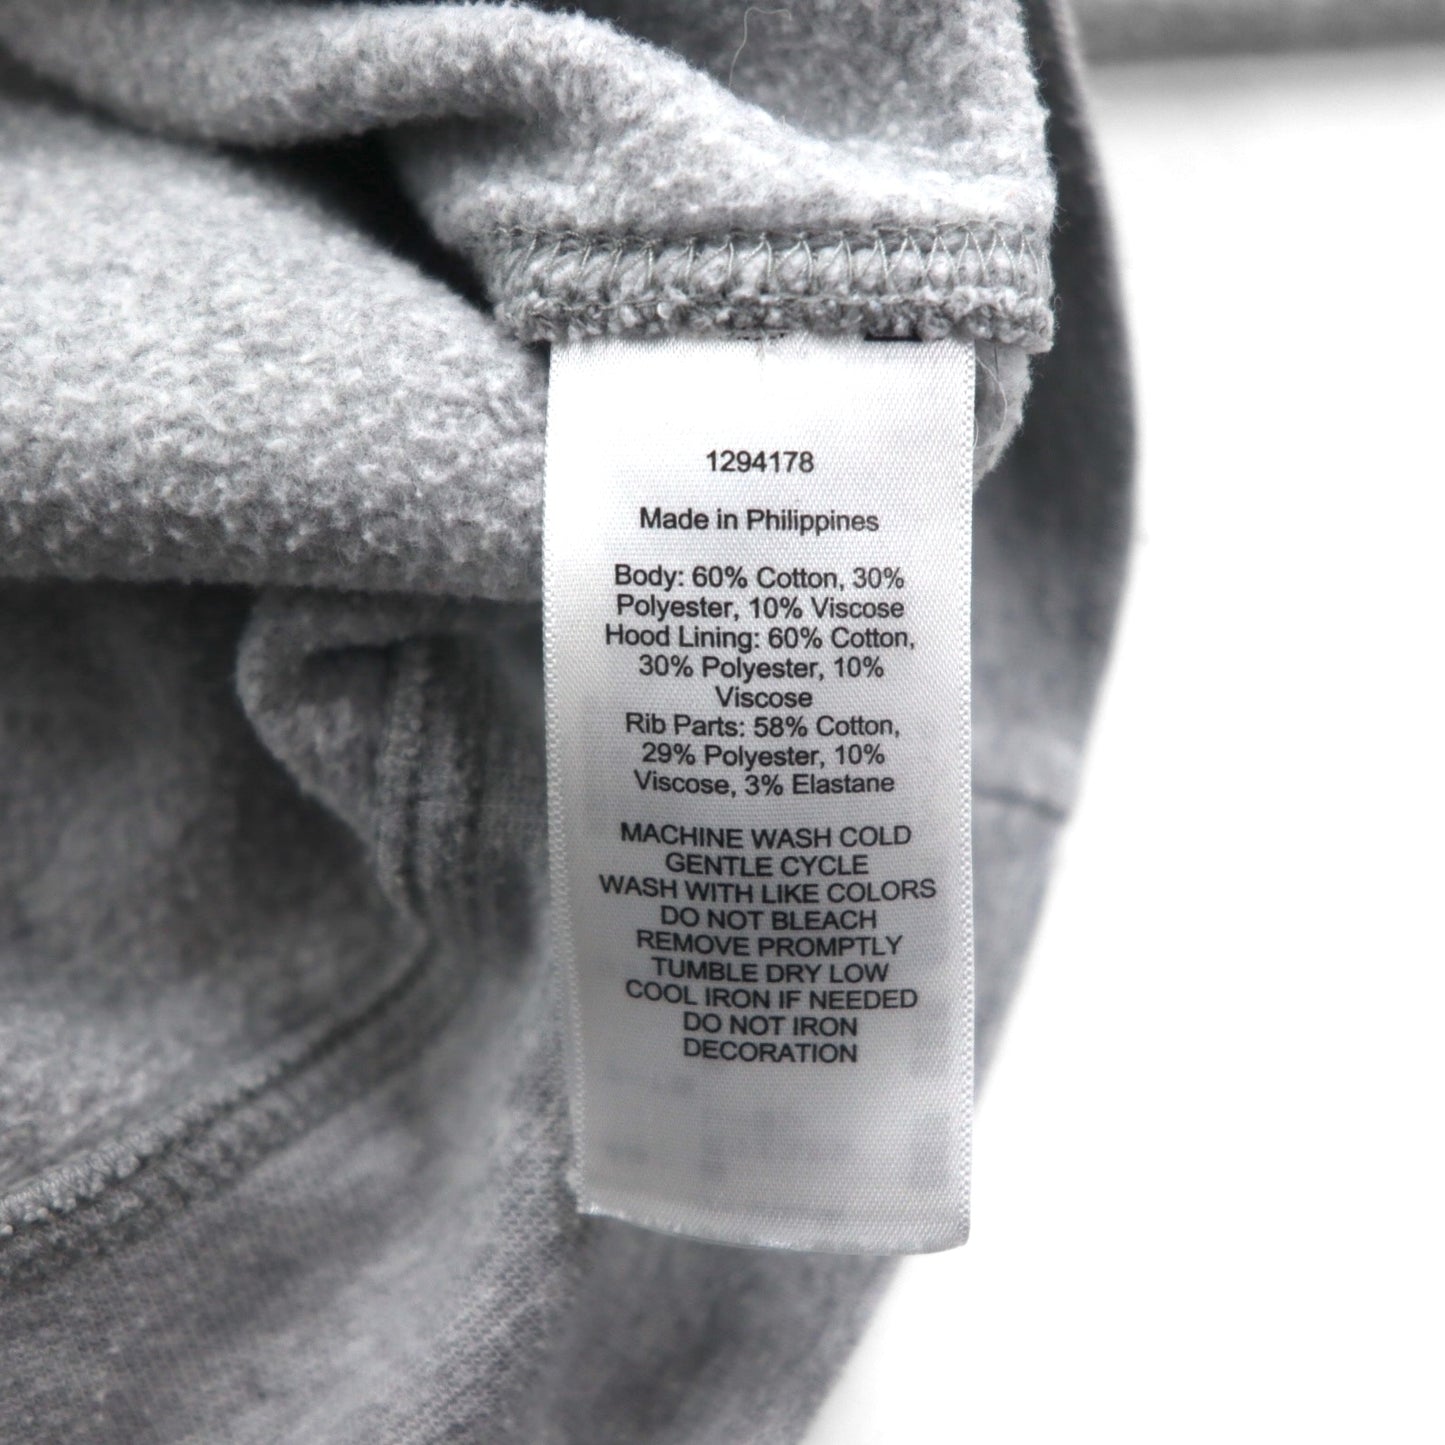 1294178
Made in Philippines
Body: 60% Cotton, 30%
Polyester, 10% Viscose
Hood Lining: 60% Cotton,
30% Polyester, 10%
Viscose
Rib Parts: 58% Cotton,
29% Polyester, 10%
Viscose, 3% Elastane
MACHINE WASH COLD
GENTLE CYCLE
WASH WITH LIKE COLORS
DO NOT BLEACH
REMOVE PROMPTLY
TUMBLE DRY LOW
COOL IRON IF NEEDED
DO NOT IRON
DECORATION